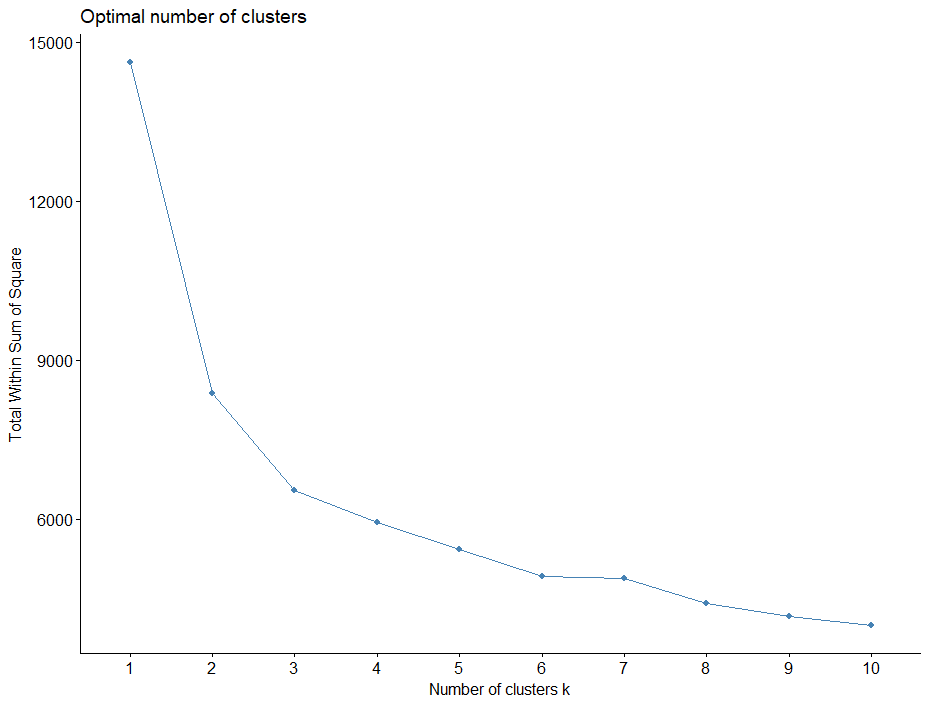 Optimal number of clusters
15000
12000
9000
6000
Total Within Sum of Square
1 2 3 4 5 6 7 8 9 10
Number of clusters k